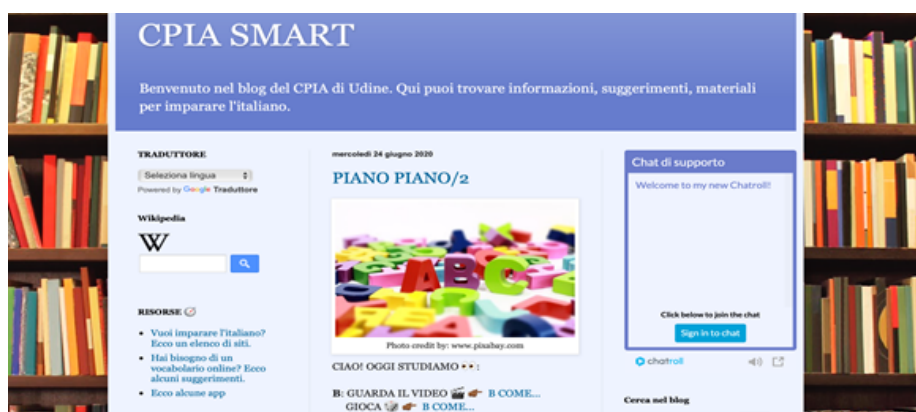 CPIA SMART
Benvenuto nel blog del CPIA di Udine. Qui puoi trovare informazioni, suggerimenti, materiali
per imparare l'italiano.
TRADUTTORE
Seleziona lingua
Powered by Google Traduttore
Wikipedia
W
RISORSE
Vuoi imparare l'italiano?
Ecco un elenco di siti.
Hai bisogno di un
vocabolario online? Ecco
alcuni suggerimenti.
Ecco alcune app
mercoledì 24 giugno 2020
PIANO PIANO/2
A B C
Photo credit by: www.pixabay.com
CIAO! OGGI STUDIAMO 👀 :
B: GUARDA IL VIDEO 🎬 👉 B COME...
GIOCA 🎲 👉 B COME...
Chat di supporto
Welcome to my new Chatroll!
Click below to join the chat
Sign in to chat
chatroll
Cerca nel blog